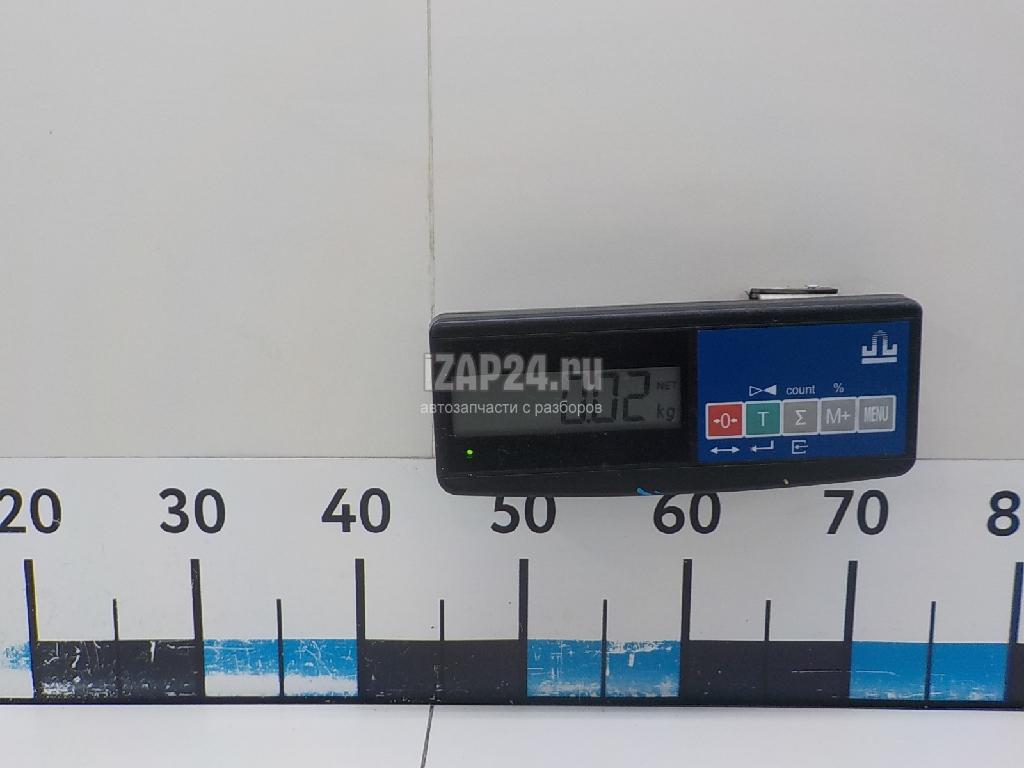 iZAP24.ru
автозапчасти с разборов
0.02 NET
kg
count %
→0← T Σ M+ MENU
20 30 40 50 60 70 8